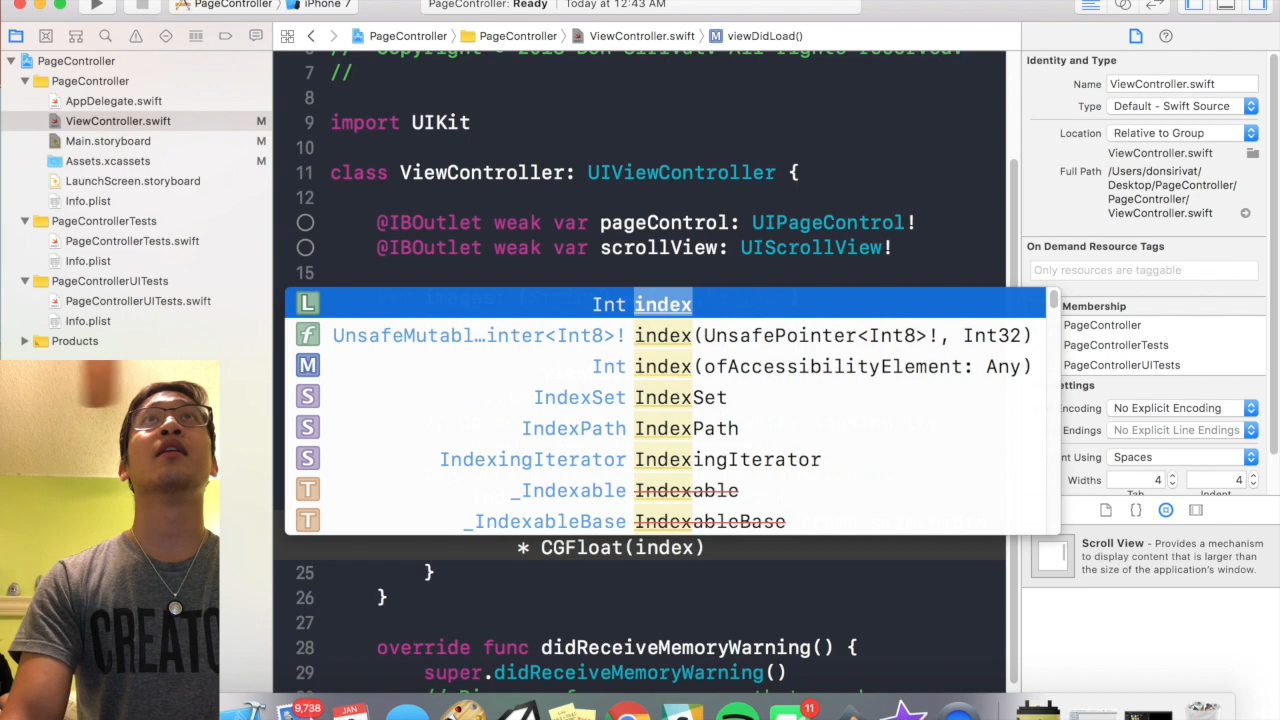 PageController
iPhone 7
PageController: Ready
Today at 12:43 AM
PageController PageController ViewController.swift viewDidLoad()
PageController
PageController
AppDelegate.swift
ViewController.swift M
Main.storyboard M
Assets.xcassets M
LaunchScreen.storyboard
Info.plist
PageControllerTests
PageControllerTests.swift
Info.plist
PageControllerUITests
PageControllerUITests.swift
Info.plist
Products
7 //
8
9 import UIKit
10
11 class ViewController: UIViewController {
12
@IBOutlet weak var pageControl: UIPageControl!
@IBOutlet weak var scrollView: UIScrollView!
15
L Int index
f UnsafeMutabl…inter<Int8>! index(UnsafePointer<Int8>!, Int32)
M Int index(ofAccessibilityElement: Any)
S IndexSet IndexSet
S IndexPath IndexPath
S IndexingIterator IndexingIterator
T _Indexable Indexable
T _IndexableBase IndexableBase
* CGFloat(index)
25 }
26 }
27
28 override func didReceiveMemoryWarning() {
29 super.didReceiveMemoryWarning()
Identity and Type
Name ViewController.swift
Type Default - Swift Source
Location Relative to Group
ViewController.swift
Full Path /Users/donsirivat/
Desktop/PageController/
PageController/
ViewController.swift
On Demand Resource Tags
Only resources are taggable
Membership
PageController
PageControllerTests
PageControllerUITests
ettings
ncoding No Explicit Encoding
Endings No Explicit Line Endings
nt Using Spaces
Widths 4 4
Tab Indent
Scroll View - Provides a mechanism
to display content that is larger than
the size of the application's window.
CREATO
9,738
JAN
11